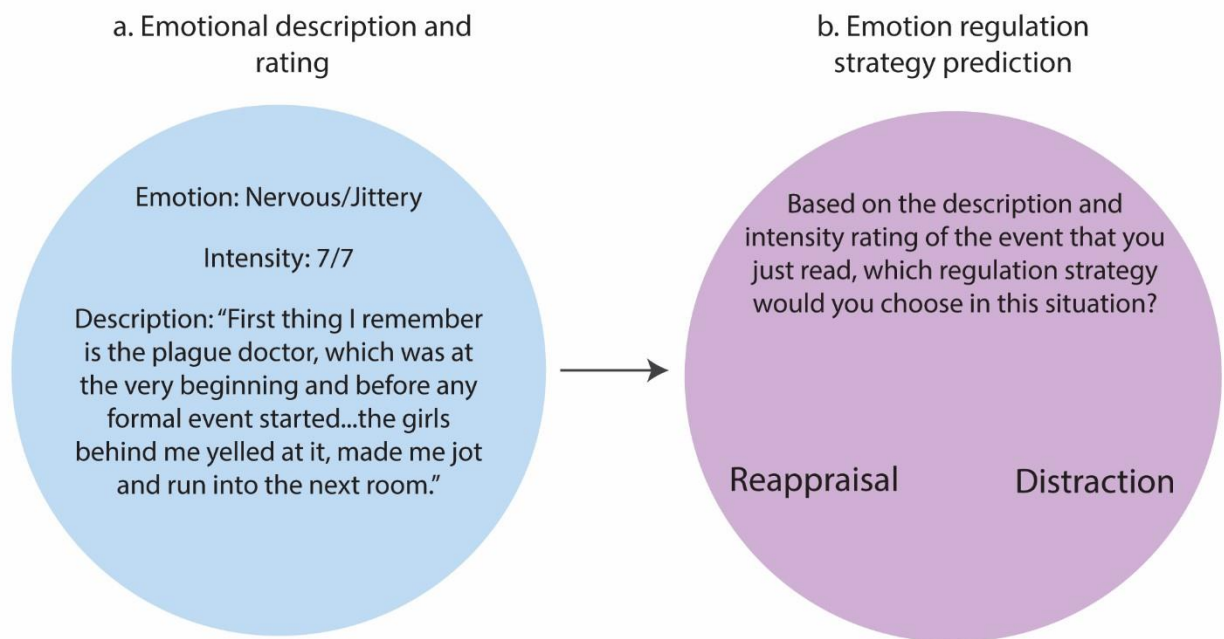 a. Emotional description and
rating
b. Emotion regulation
strategy prediction
Emotion: Nervous/Jittery
Intensity: 7/7
Description: “First thing I remember
is the plague doctor, which was at
the very beginning and before any
formal event started...the girls
behind me yelled at it, made me jot
and run into the next room.”
Based on the description and
intensity rating of the event that you
just read, which regulation strategy
would you choose in this situation?
Reappraisal
Distraction